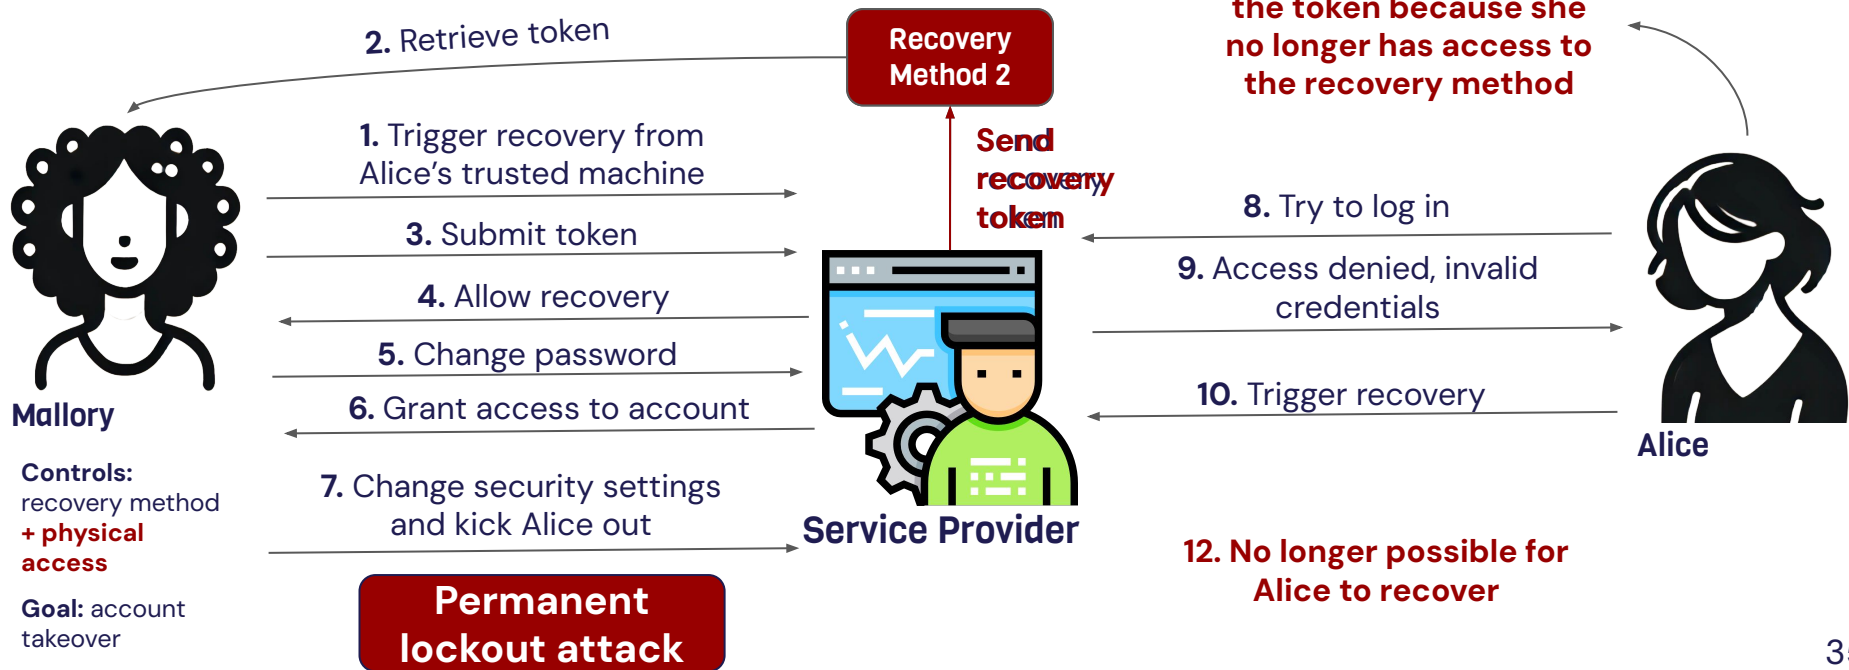 the token because she
no longer has access to
the recovery method
2. Retrieve token
Recovery
Method 2
1. Trigger recovery from
Alice's trusted machine
Send
recovery
token
3. Submit token
8. Try to log in
4. Allow recovery
9. Access denied, invalid
credentials
5. Change password
6. Grant access to account
10. Trigger recovery
Mallory
Alice
Controls:
recovery method
+ physical
access
7. Change security settings
and kick Alice out
Service Provider
12. No longer possible for
Alice to recover
Goal: account
takeover
Permanent
lockout attack